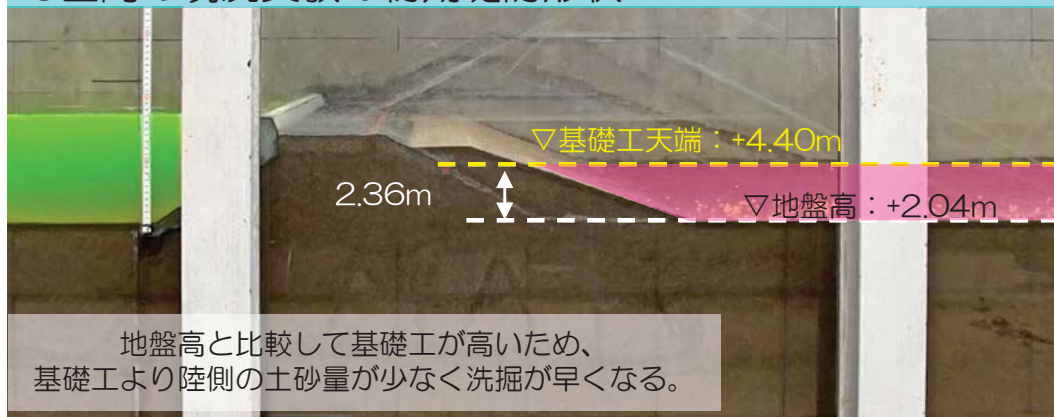 ▽基礎工天端：+4.40m
2.36m
▽地盤高：+2.04m
地盤高と比較して基礎工が高いため、
基礎工より陸側の土砂量が少なく洗掘が早くなる。